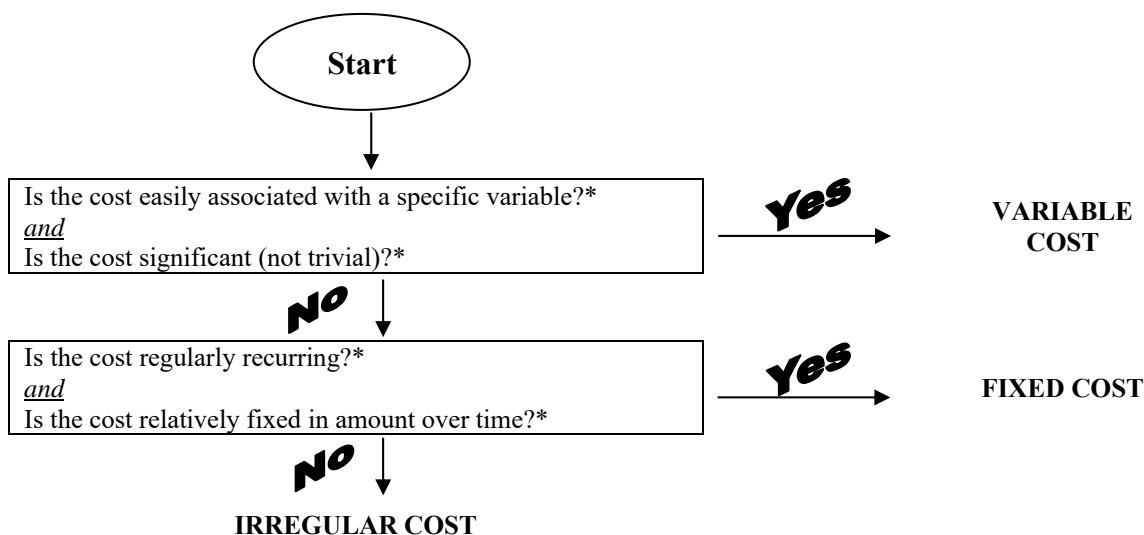 Start
Is the cost easily associated with a specific variable?*
and
Is the cost significant (not trivial)?*
Yes
VARIABLE
COST
No
Is the cost regularly recurring?*
and
Is the cost relatively fixed in amount over time?*
Yes
FIXED COST
No
IRREGULAR COST